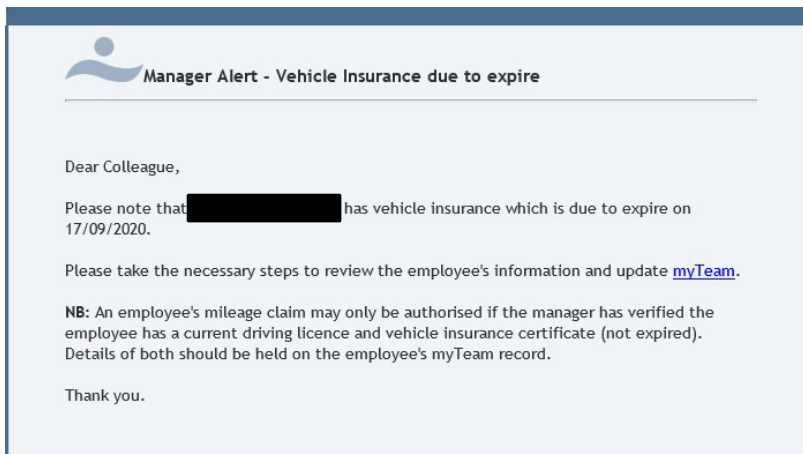 Manager Alert - Vehicle Insurance due to expire
Dear Colleague,
Please note that has vehicle insurance which is due to expire on
17/09/2020.
Please take the necessary steps to review the employee's information and update myTeam.
NB: An employee's mileage claim may only be authorised if the manager has verified the
employee has a current driving licence and vehicle insurance certificate (not expired).
Details of both should be held on the employee's myTeam record.
Thank you.